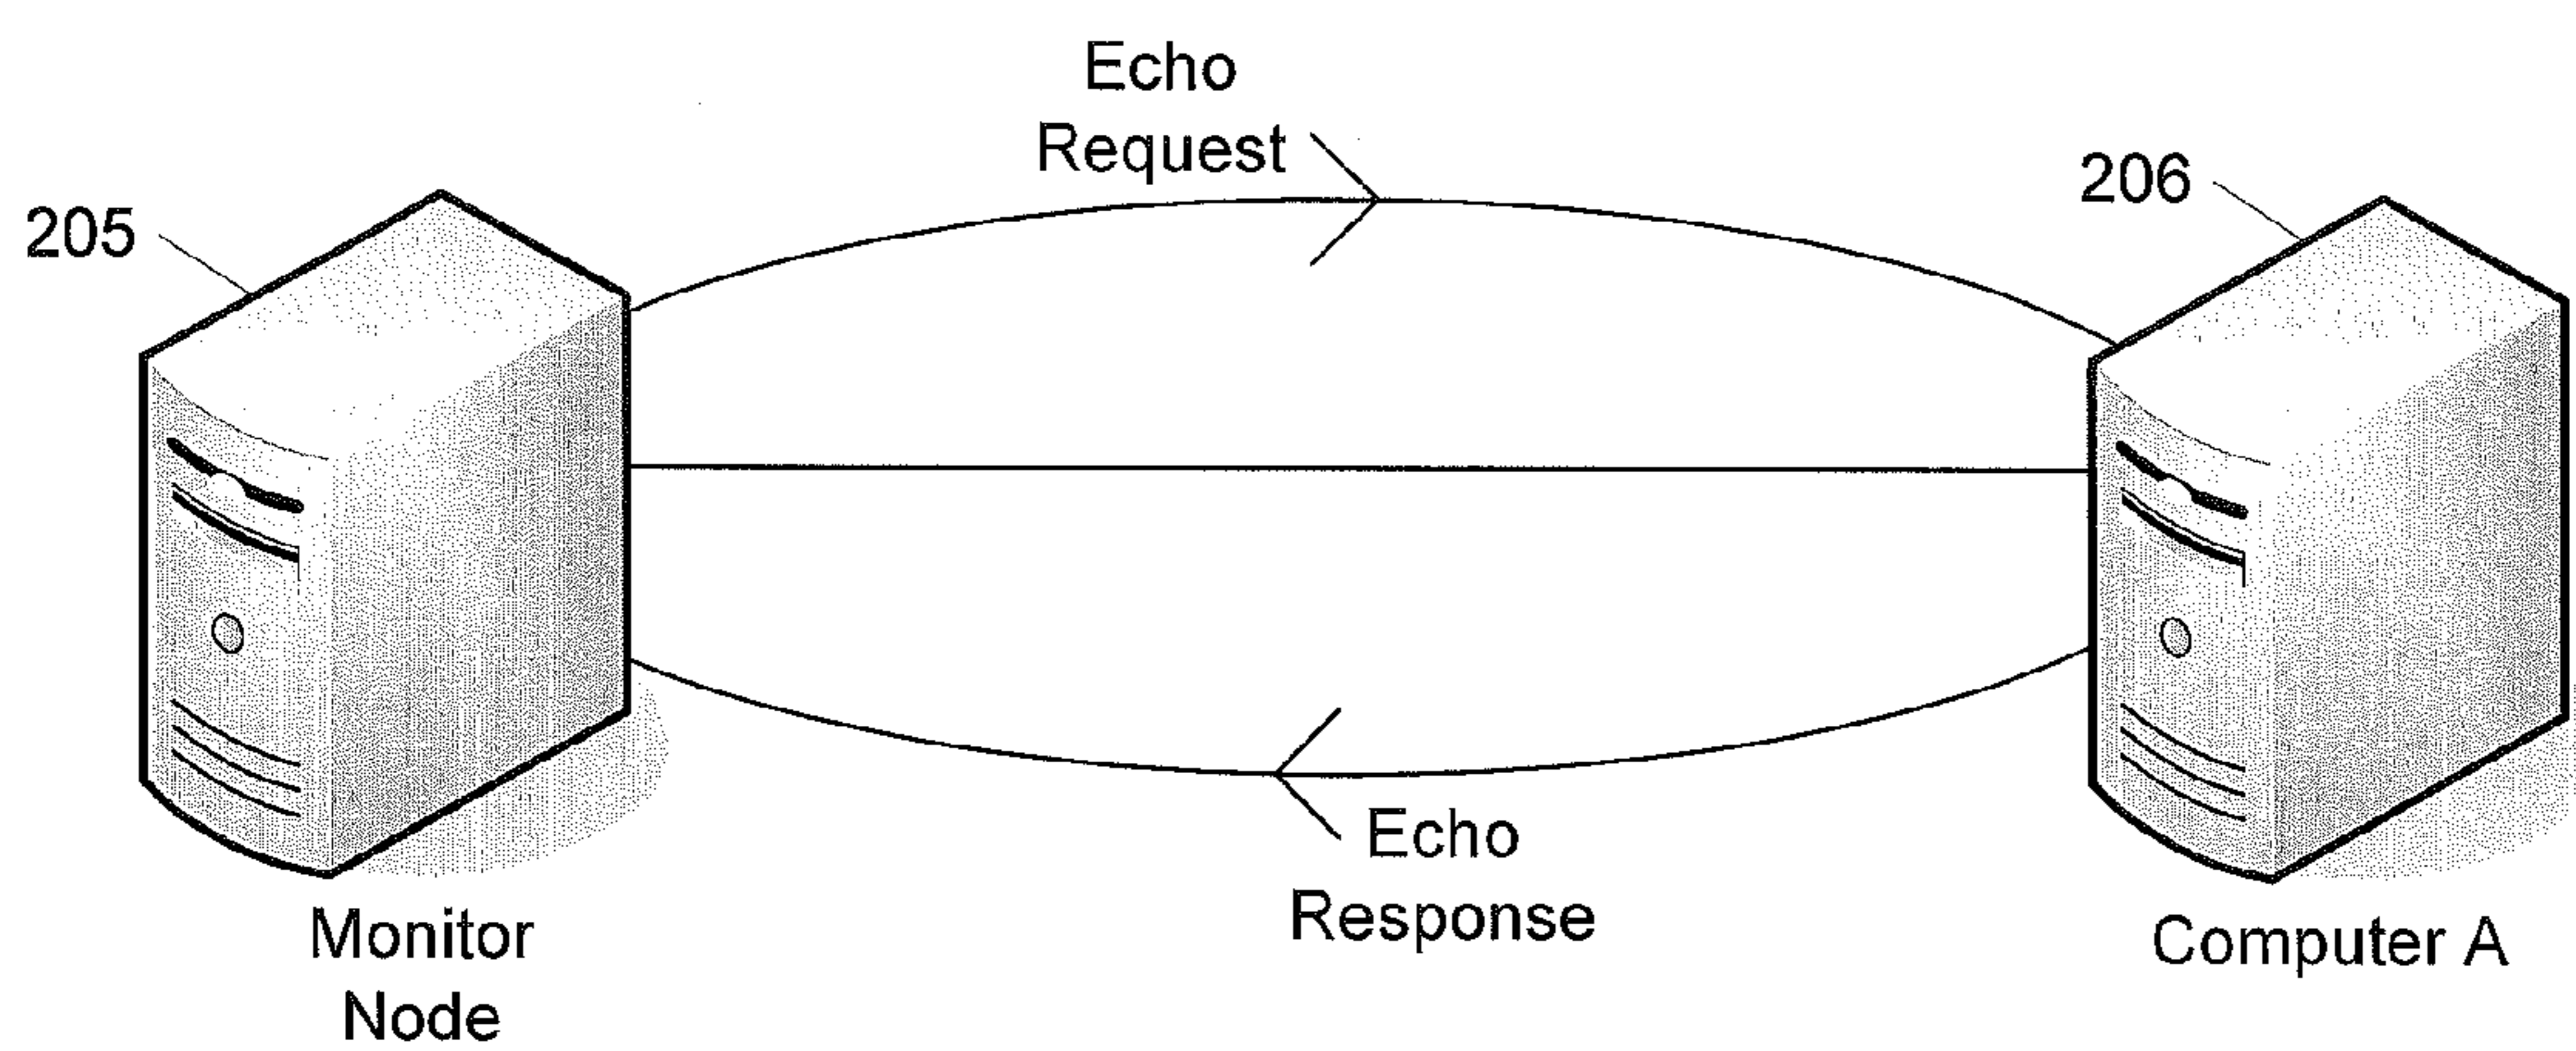 Echo
Request
205
206
Echo
Response
Monitor
Node
Computer A